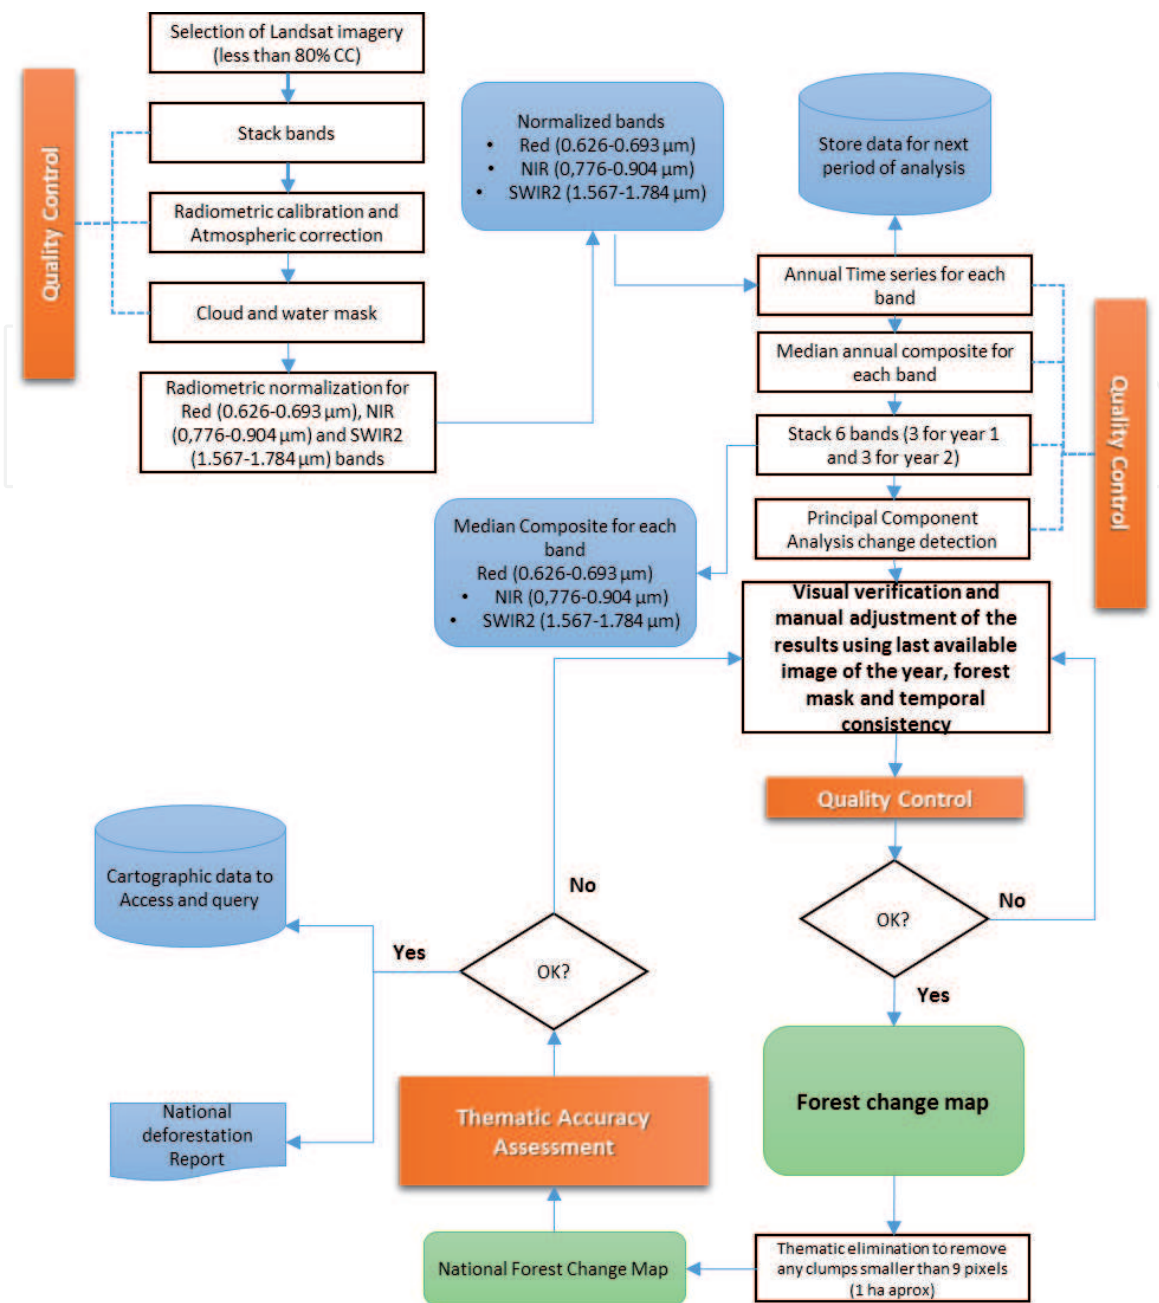 Selection of Landsat imagery
(less than 80% CC)
Stack bands
Radiometric calibration and
Atmospheric correction
Cloud and water mask
Radiometric normalization for
Red (0.626-0.693 µm), NIR
(0,776-0.904 µm) and SWIR2
(1.567-1.784 µm) bands
Quality Control
Normalized bands
• Red (0.626-0.693 µm)
• NIR (0,776-0.904 µm)
• SWIR2 (1.567-1.784 µm)
Store data for next
period of analysis
Annual Time series for each
band
Median annual composite for
each band
Stack 6 bands (3 for year 1
and 3 for year 2)
Principal Component
Analysis change detection
Quality Control
Median Composite for each
band
Red (0.626-0.693 µm)
• NIR (0,776-0.904 µm)
• SWIR2 (1.567-1.784 µm)
Visual verification and
manual adjustment of the
results using last available
image of the year, forest
mask and temporal
consistency
Quality Control
OK?
No
Yes
Forest change map
Thematic elimination to remove
any clumps smaller than 9 pixels
(1 ha aprox)
National Forest Change Map
Thematic Accuracy
Assessment
OK?
No
Yes
Cartographic data to
Access and query
National
deforestation
Report